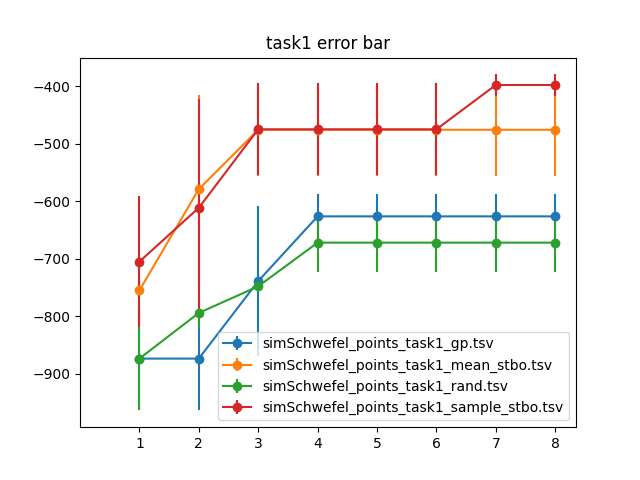 task1 error bar
−400
−500
−600
−700
−800
−900
simSchwefel_points_task1_gp.tsv
simSchwefel_points_task1_mean_stbo.tsv
simSchwefel_points_task1_rand.tsv
simSchwefel_points_task1_sample_stbo.tsv
1 2 3 4 5 6 7 8